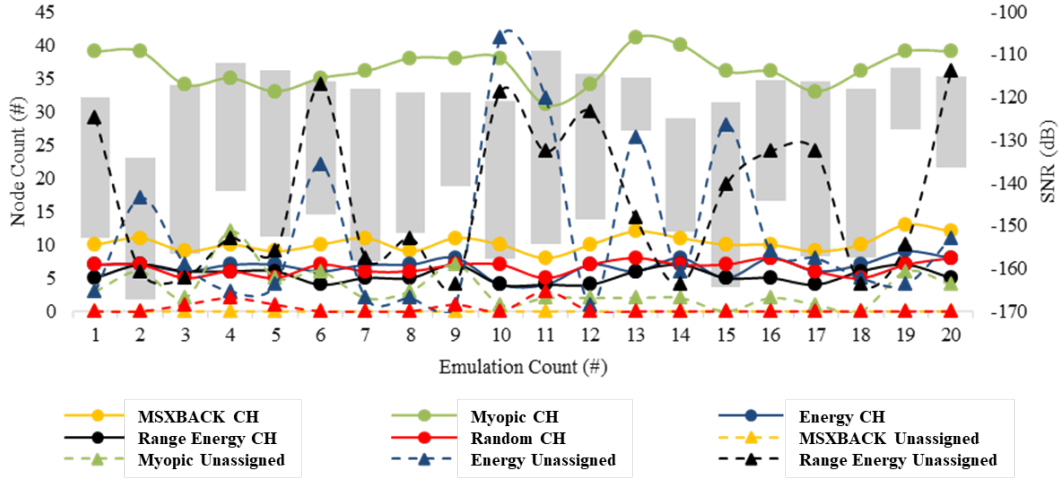 45
40
35
30
25
20
15
10
5
0
Node Count (#)
-100
-110
-120
-130
-140
-150
-160
-170
SNR (dB)
1 2 3 4 5 6 7 8 9 10 11 12 13 14 15 16 17 18 19 20
Emulation Count (#)
MSXBACK CH Myopic CH Energy CH
Range Energy CH Random CH MSXBACK Unassigned
Myopic Unassigned Energy Unassigned Range Energy Unassigned